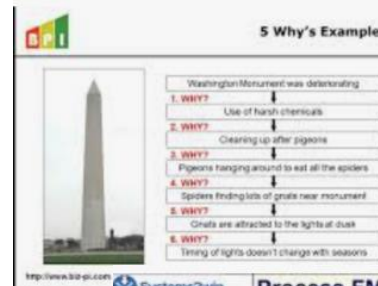 BPI
5 Why's Example
Washington Monument was deteriorating
1. WHY?
Use of harsh chemicals
2. WHY?
Cleaning up after pigeons
3. WHY?
Pigeons hanging around to eat all the spiders
4. WHY?
Spiders finding lots of gnats near monument
5. WHY?
Gnats are attracted to the lights at dusk
6. WHY?
Timing of lights doesn't change with seasons
http://www.biz-pi.com
Process